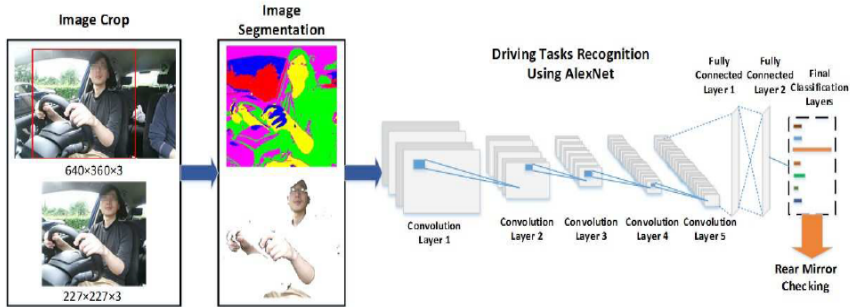 Image Crop
640×360×3
227×227×3
Image
Segmentation
Driving Tasks Recognition
Using AlexNet
Convolution
Layer 1
Convolution
Layer 2
Convolution
Layer 3
Convolution
Layer 4
Convolution
Layer 5
Fully
Connected
Layer 1
Fully
Connected
Layer 2
Final
Classification
Layers
Rear Mirror
Checking